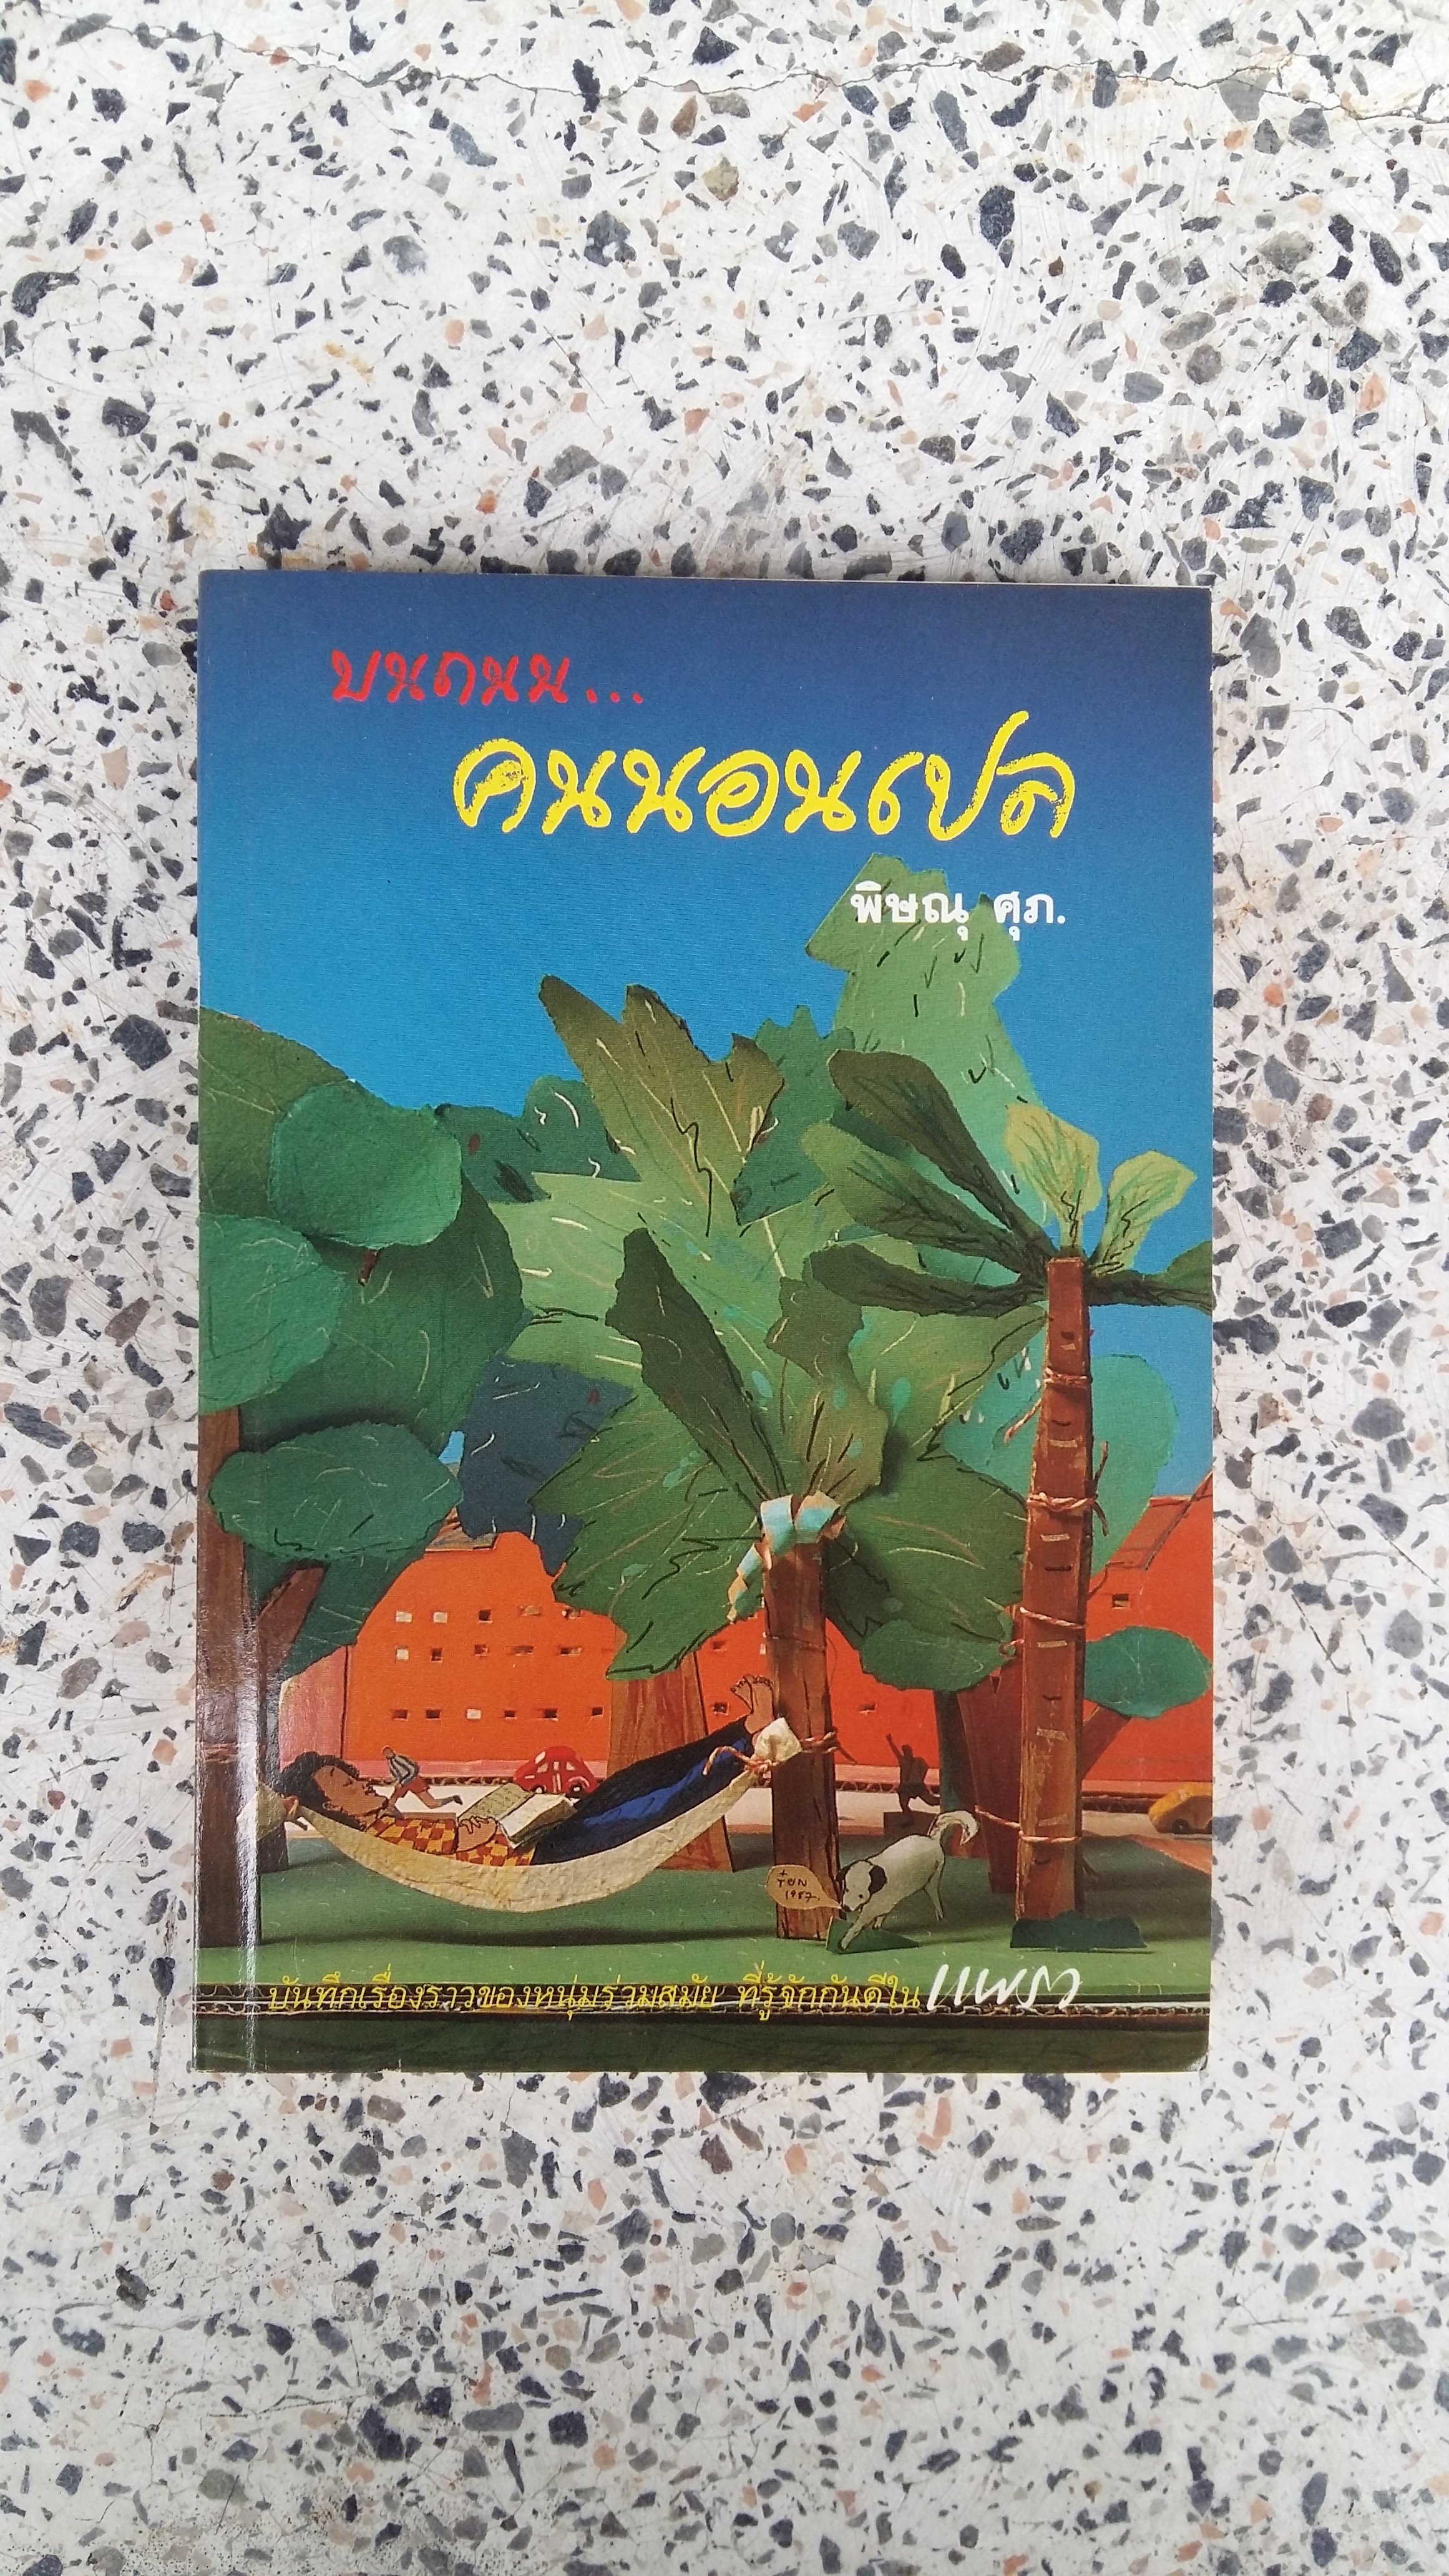 บนถนน...
คนนอนเปล
พิษณุ ศุภ.
+
TON
1987.
บันทึกเรื่องราวของหนุ่มร่วมสมัย ที่รู้จักกันดีใน แพรว